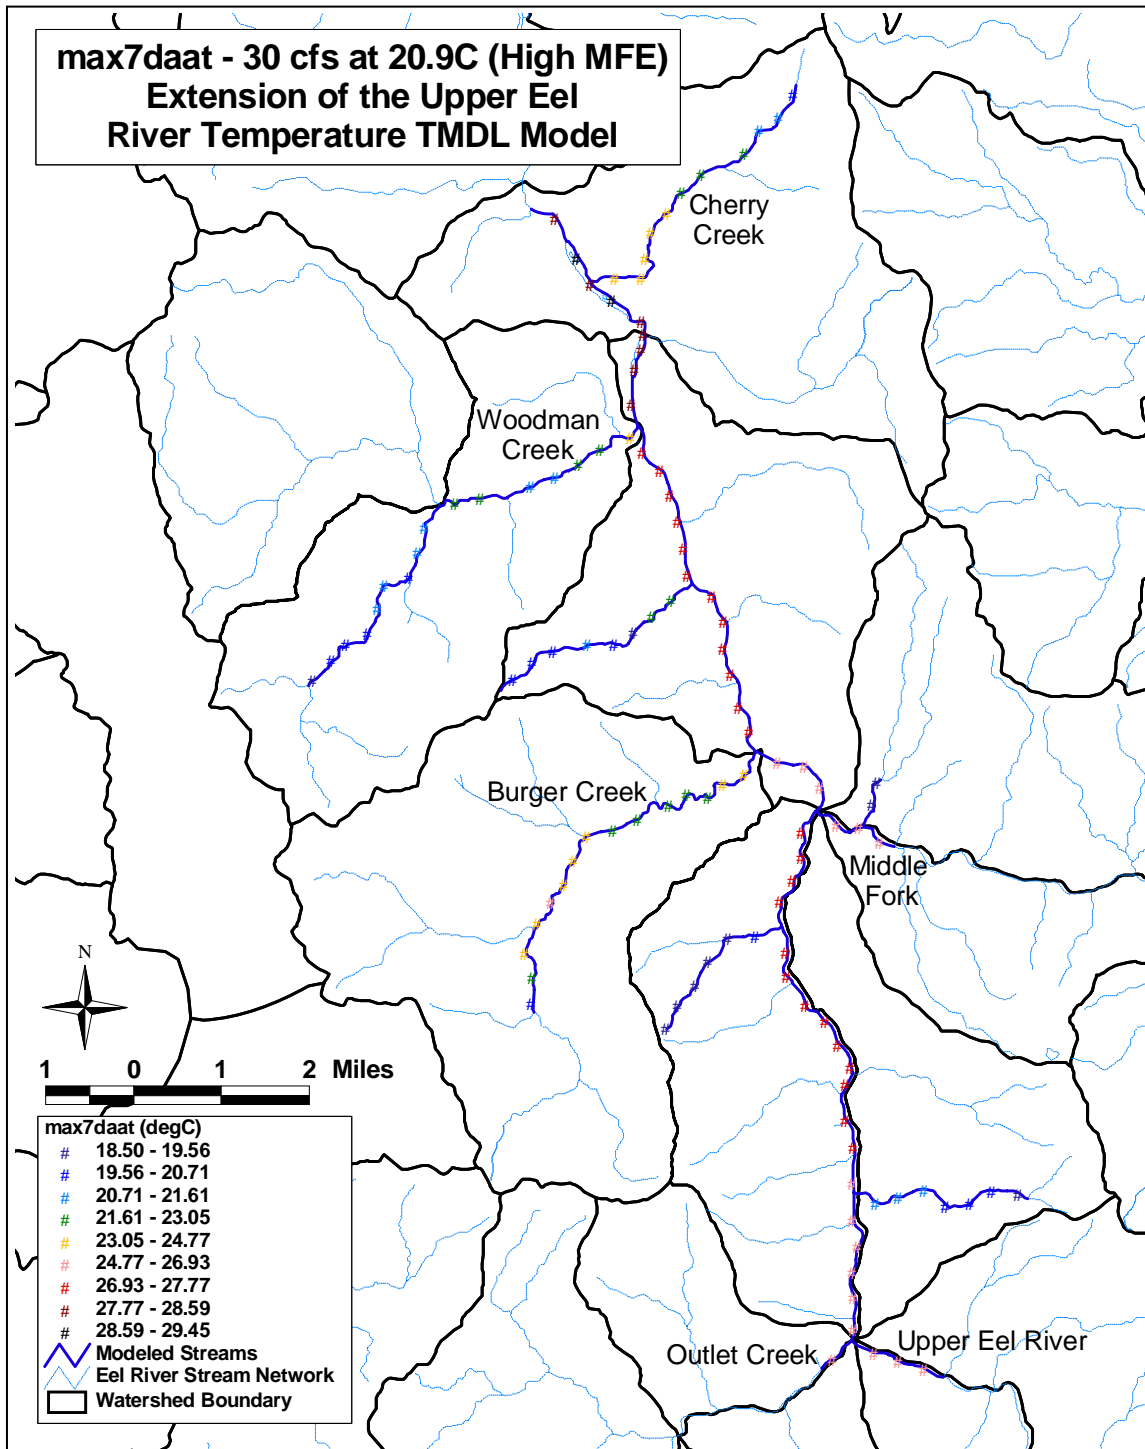 max7daat - 30 cfs at 20.9C (High MFE)
Extension of the Upper Eel
River Temperature TMDL Model
Cherry
Creek
Woodman
Creek
Burger Creek
Middle
Fork
N
1 0 1 2 Miles
max7daat (degC)
# 18.50 - 19.56
# 19.56 - 20.71
# 20.71 - 21.61
# 21.61 - 23.05
# 23.05 - 24.77
# 24.77 - 26.93
# 26.93 - 27.77
# 27.77 - 28.59
# 28.59 - 29.45
Modeled Streams
Eel River Stream Network
Watershed Boundary
Outlet Creek
Upper Eel River